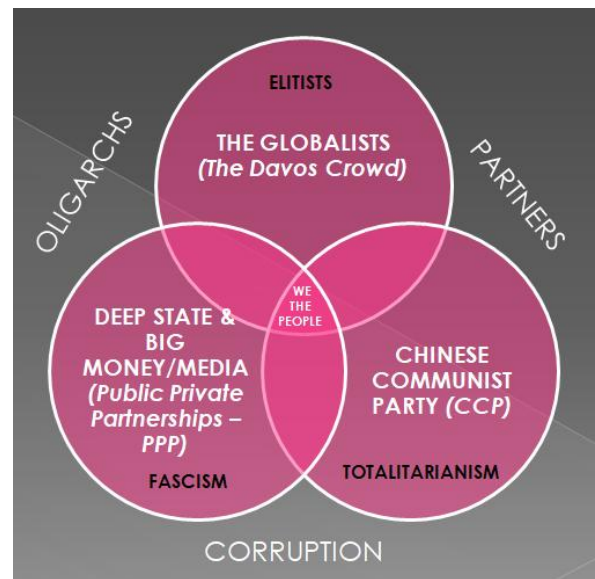 ELITISTS
THE GLOBALISTS
(The Davos Crowd)
OLIGARCHS
PARTNERS
WE
THE
PEOPLE
DEEP STATE &
BIG
MONEY/MEDIA
(Public Private
Partnerships –
PPP)
FASCISM
CHINESE
COMMUNIST
PARTY (CCP)
TOTALITARIANISM
CORRUPTION